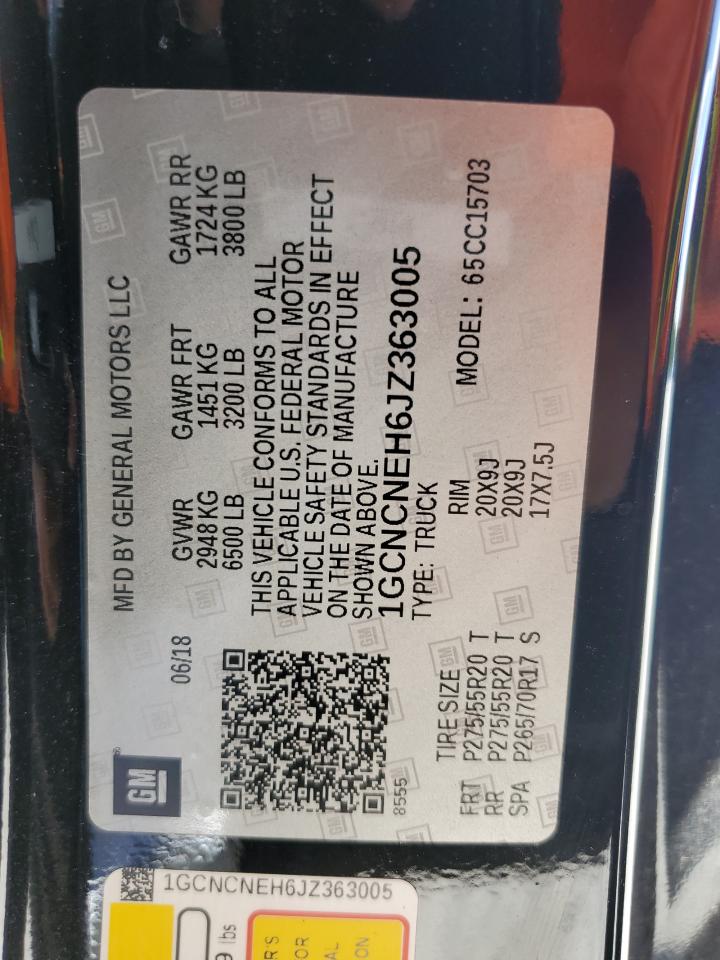 GM
MFD BY GENERAL MOTORS LLC
06/18
GVWR GAWR FRT GAWR RR
2948 KG 1451 KG 1724 KG
6500 LB 3200 LB 3800 LB
THIS VEHICLE CONFORMS TO ALL
APPLICABLE U.S. FEDERAL MOTOR
VEHICLE SAFETY STANDARDS IN EFFECT
ON THE DATE OF MANUFACTURE
SHOWN ABOVE.
1GCNCNEH6JZ363005
8555
TYPE: TRUCK
MODEL: 65CC15703
TIRE SIZE RIM
FRT P275/55R20 T 20X9J
RR P275/55R20 T 20X9J
SPA P265/70R17 S 17X7.5J
1GCNCNEH6JZ363005
lbs